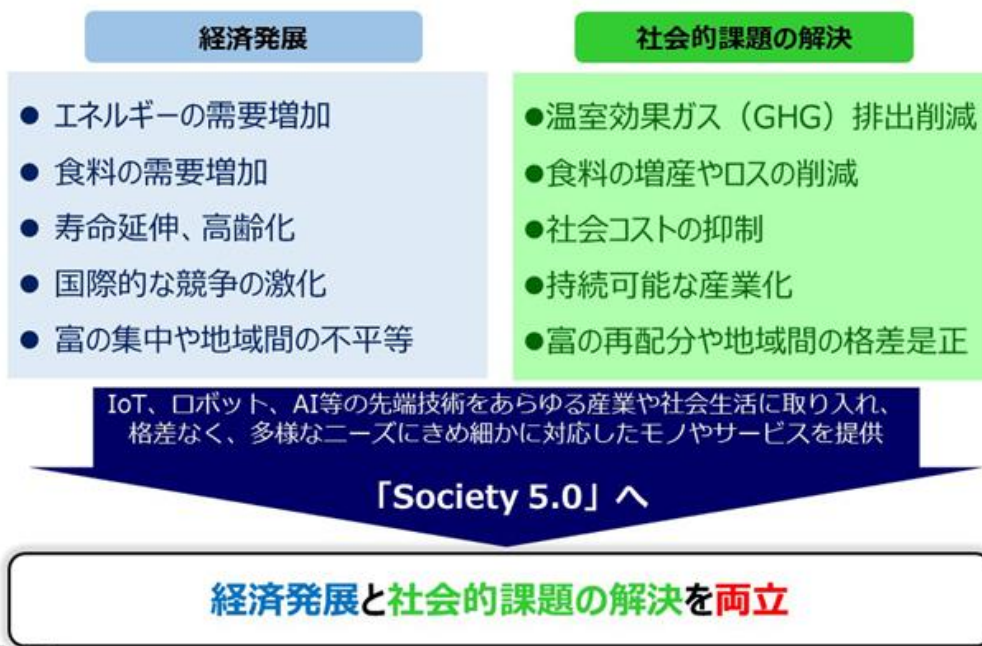 経済発展
● エネルギーの需要増加
● 食料の需要増加
● 寿命延伸、高齢化
● 国際的な競争の激化
● 富の集中や地域間の不平等
社会的課題の解決
●温室効果ガス（GHG）排出削減
●食料の増産やロスの削減
●社会コストの抑制
●持続可能な産業化
●富の再配分や地域間の格差是正
IoT、ロボット、AI等の先端技術をあらゆる産業や社会生活に取り入れ、
格差なく、多様なニーズにきめ細かに対応したモノやサービスを提供
「Society 5.0」へ
経済発展と社会的課題の解決を両立